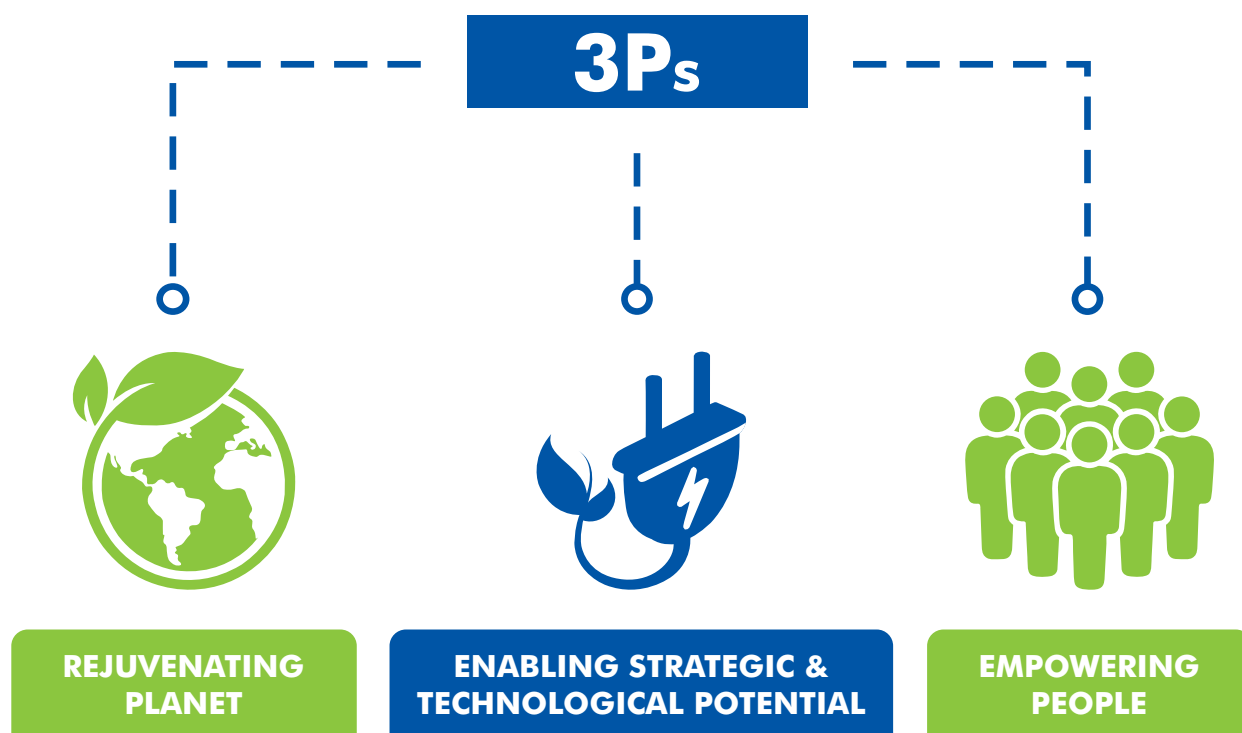 3Ps
REJUVENATING
PLANET
ENABLING STRATEGIC &
TECHNOLOGICAL POTENTIAL
EMPOWERING
PEOPLE